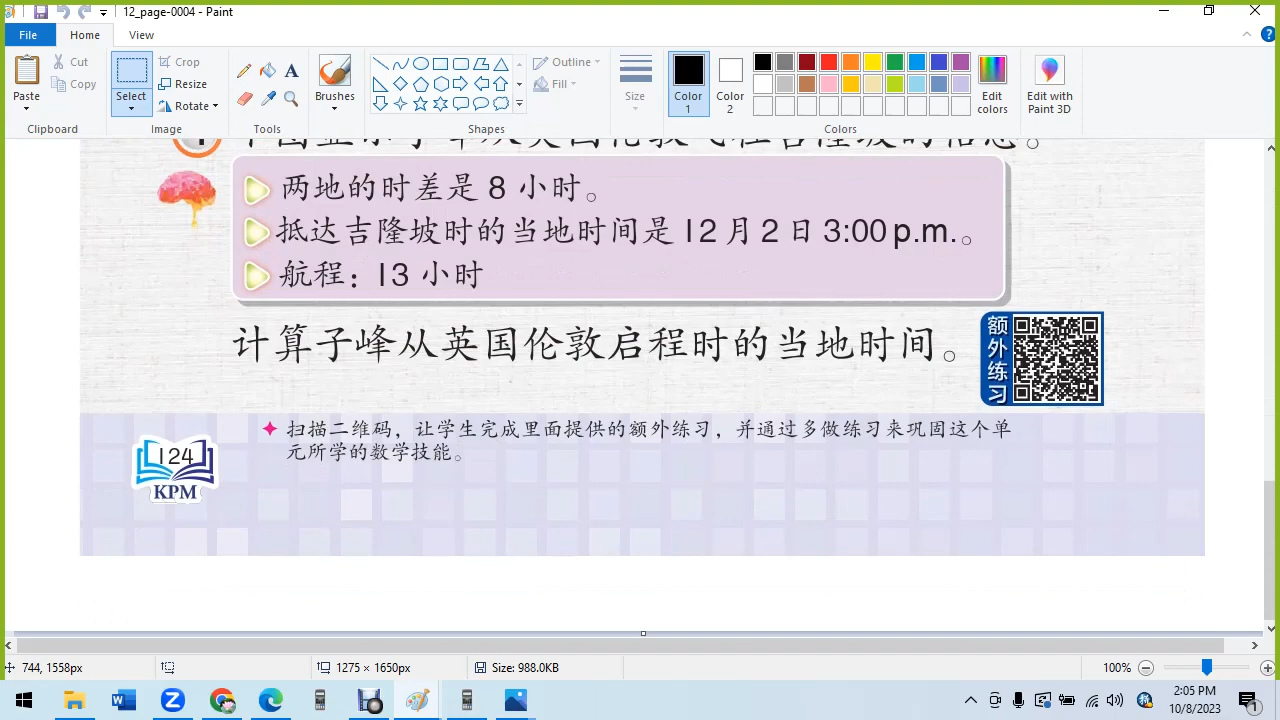 12_page-0004 - Paint
File Home View
Paste Cut Copy Clipboard
Select Crop Resize Rotate Image
Tools
Brushes
Shapes Outline Fill
Size
Color 1 Color 2 Edit colors Colors
Edit with Paint 3D
两地的时差是 8 小时。
抵达吉隆坡时的当地时间是 12 月 2 日 3:00 p.m.。
航程：13 小时
计算子峰从英国伦敦启程时的当地时间。
额外练习
扫描二维码，让学生完成里面提供的额外练习，并通过多做练习来巩固这个单
元所学的数学技能。
124
KPM
744, 1558px 1275 × 1650px Size: 988.0KB 100%
2:05 PM
10/8/2023